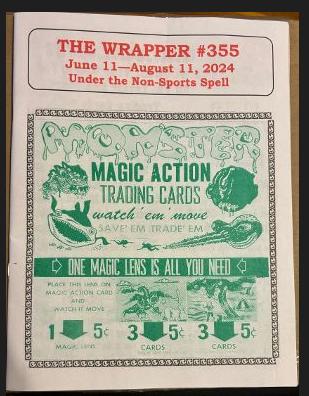 THE WRAPPER #355
June 11—August 11, 2024
Under the Non-Sports Spell
MONSTER
MAGIC ACTION
TRADING CARDS
watch 'em move
SAVE 'EM TRADE 'EM
ONE MAGIC LENS IS ALL YOU NEED
PLACE THIS LENS ON
MAGIC ACTION CARD
AND
WATCH IT MOVE
1 5¢ 3 5¢ 3 5¢
MAGIC LENS CARDS CARDS